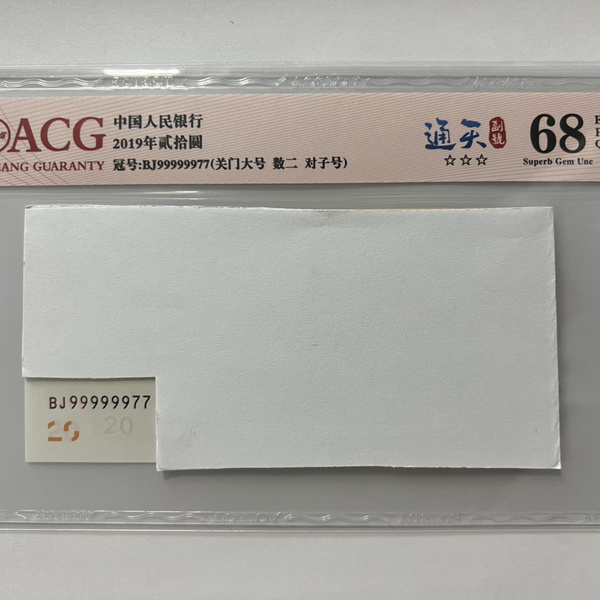 ACG
中国人民银行
2019年贰拾圆
冠号:BJ99999977(关门大号 数二 对子号)
ANG GUARANTY
通天
副號
☆☆☆
68
Superb Gem Unc
E
BJ99999977
20 20